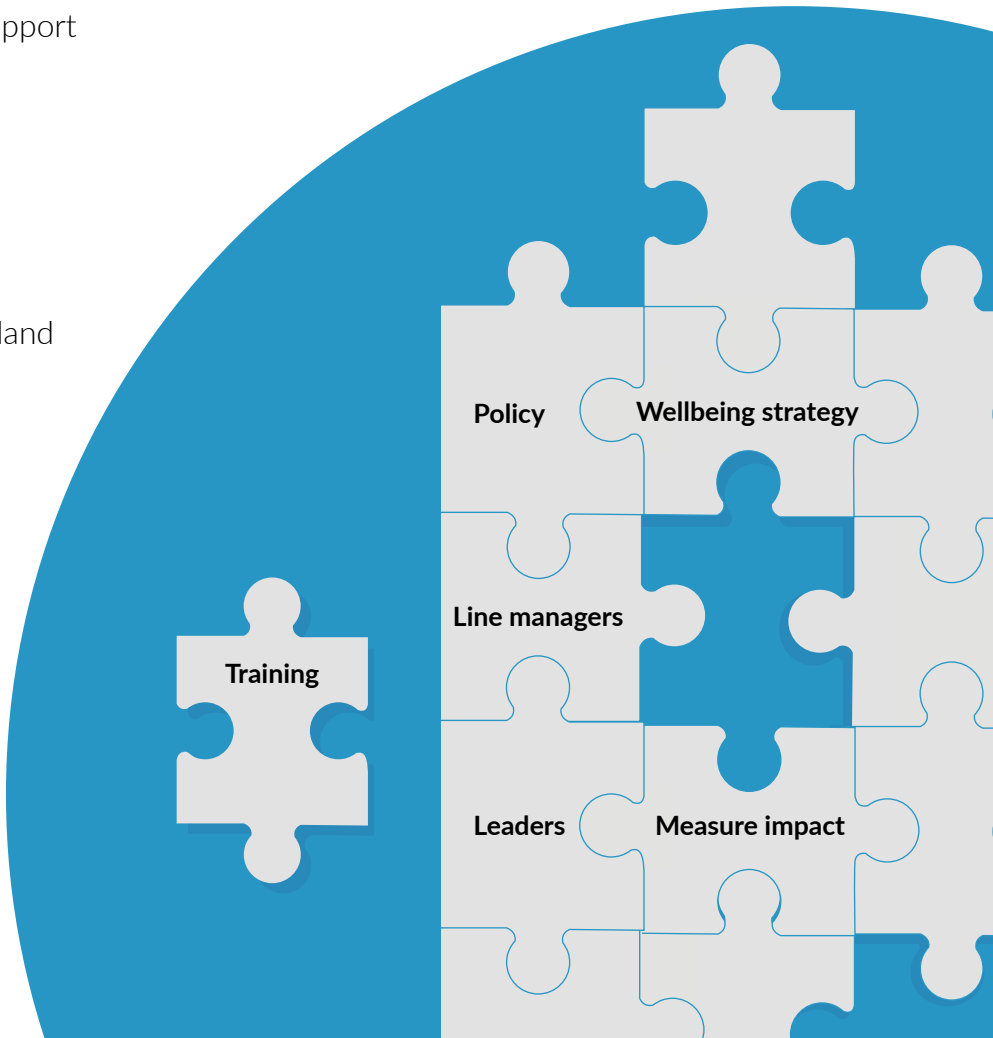 pport
land
Policy
Wellbeing strategy
Line managers
Training
Leaders
Measure impact